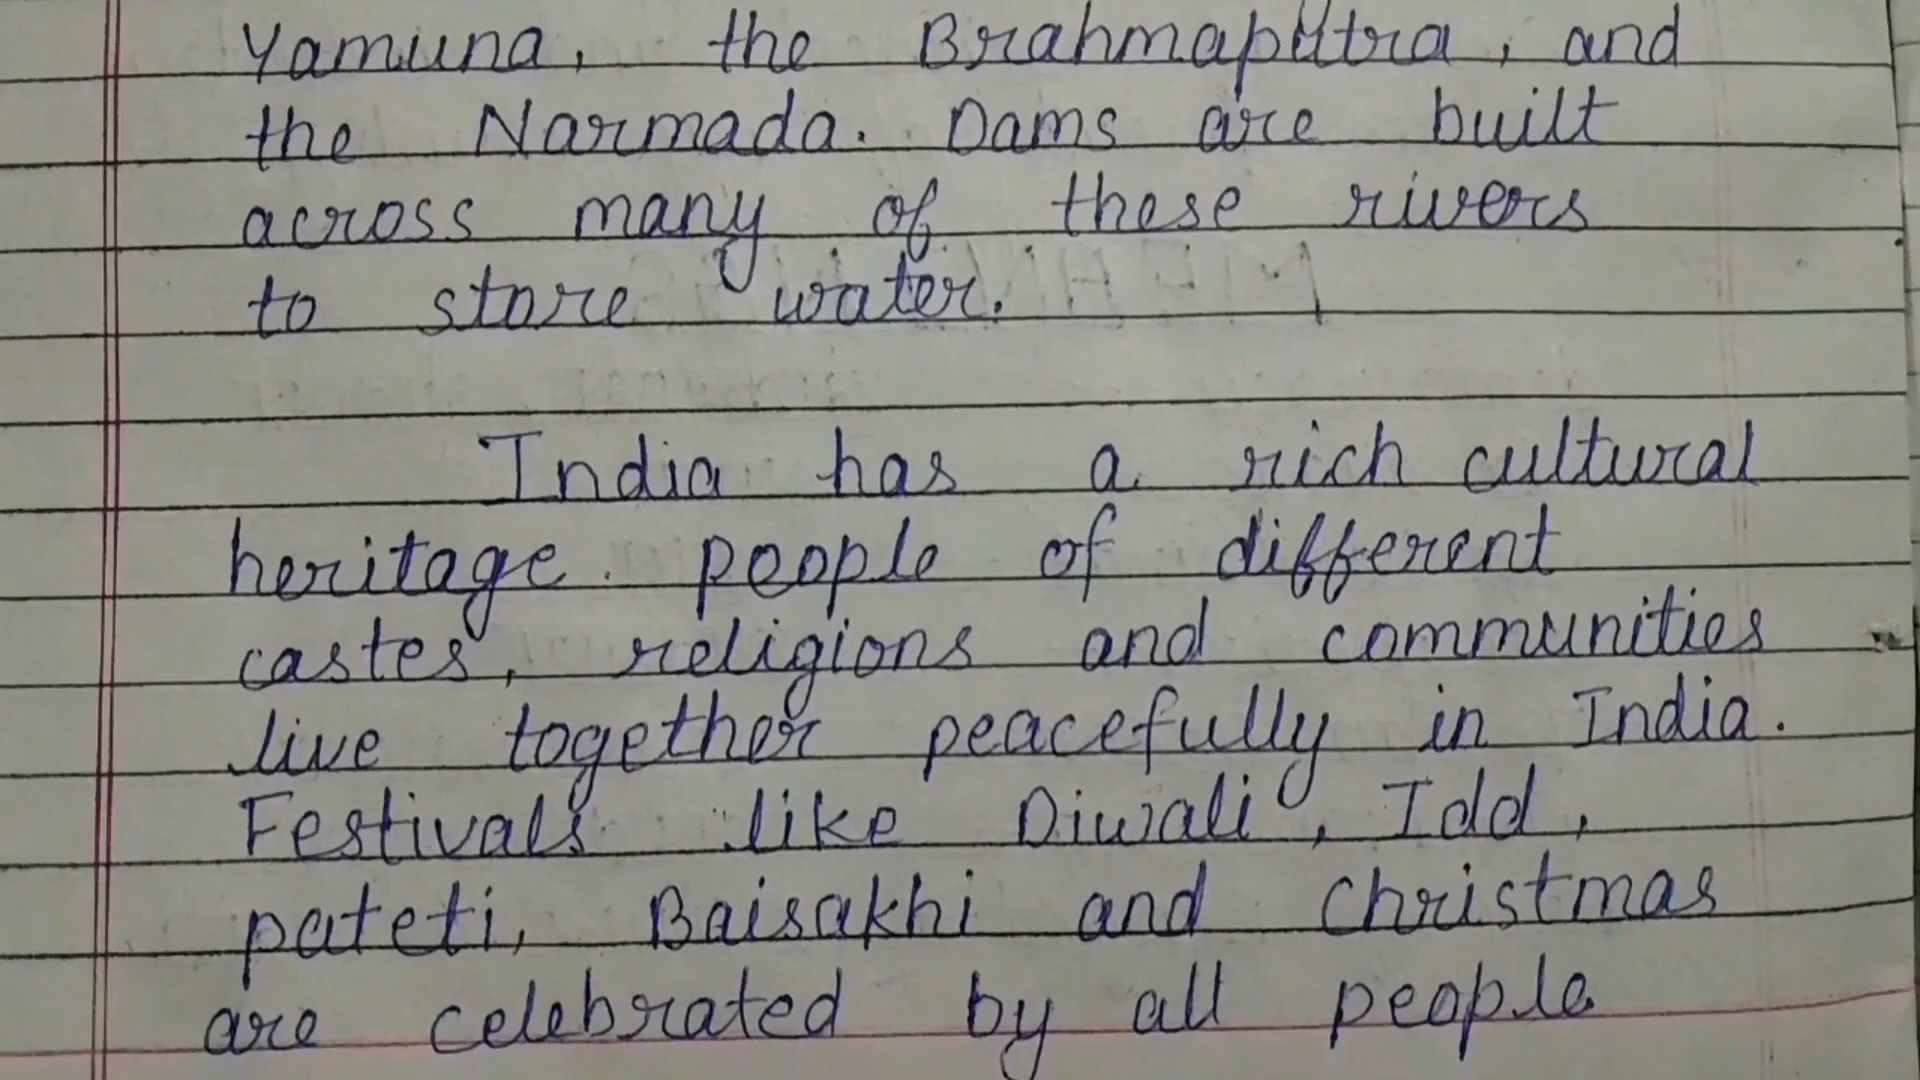 Yamuna, the Brahmaputra, and
the Narmada. Dams are built
across many of these rivers
to store water.
India has a rich cultural
heritage. people of different
castes, religions and communities
live together peacefully in India.
Festivals like Diwali, Idd,
pateti, Baisakhi and christmas
are celebrated by all people